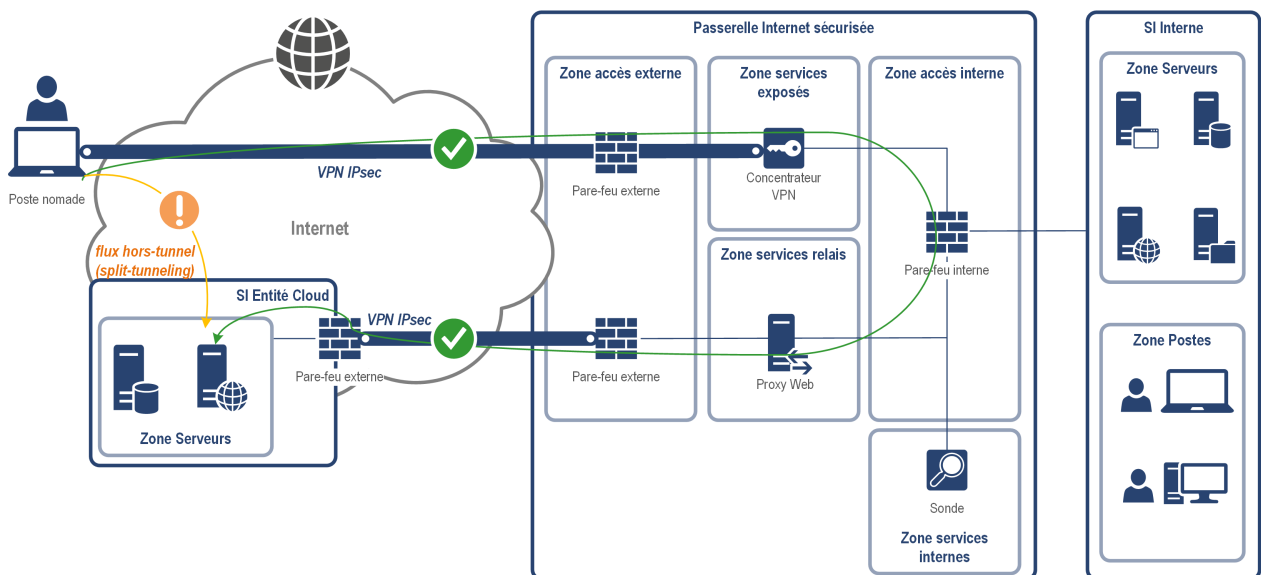 Passerelle Internet sécurisée
SI Interne
Zone accès externe
Zone services
exposés
Zone accès interne
Zone Serveurs
VPN IPsec
Poste nomade
Pare-feu externe
Concentrateur
VPN
Internet
flux hors-tunnel
(split-tunneling)
Zone services relais
Pare-feu interne
SI Entité Cloud
VPN IPsec
Pare-feu externe
Pare-feu externe
Proxy Web
Zone Postes
Zone Serveurs
Sonde
Zone services
internes